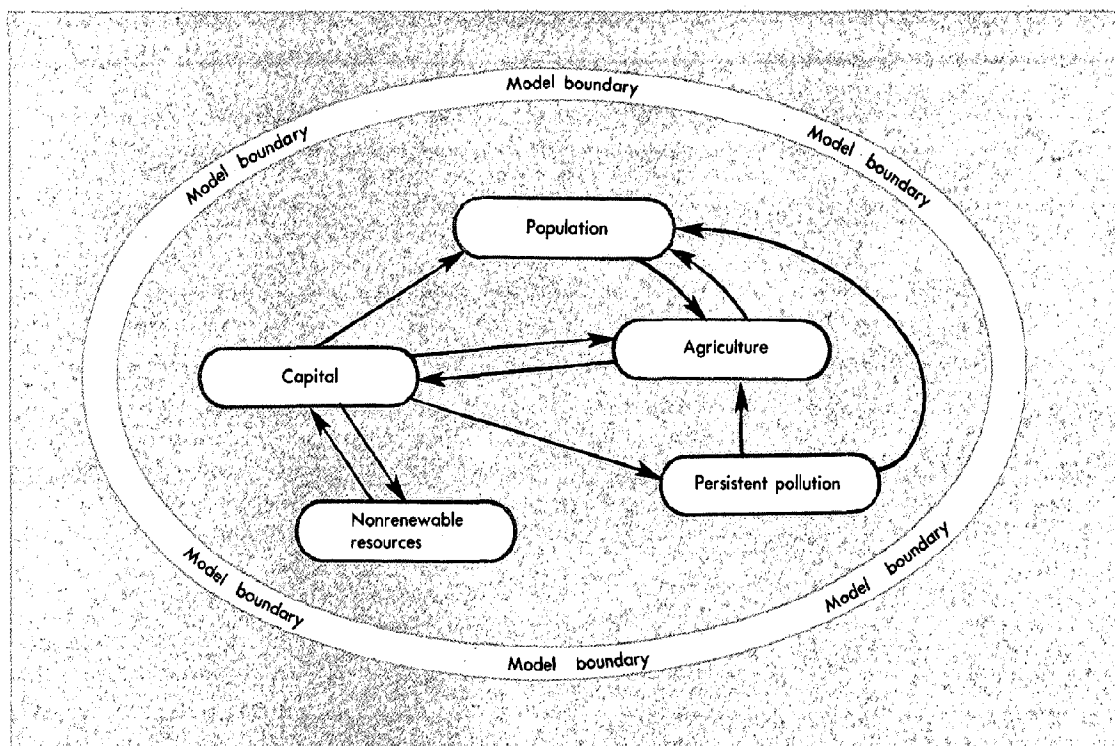 Model boundary
Model boundary
Model boundary
Population
Agriculture
Capital
Persistent pollution
Nonrenewable
resources
Model boundary
Model boundary
Model boundary